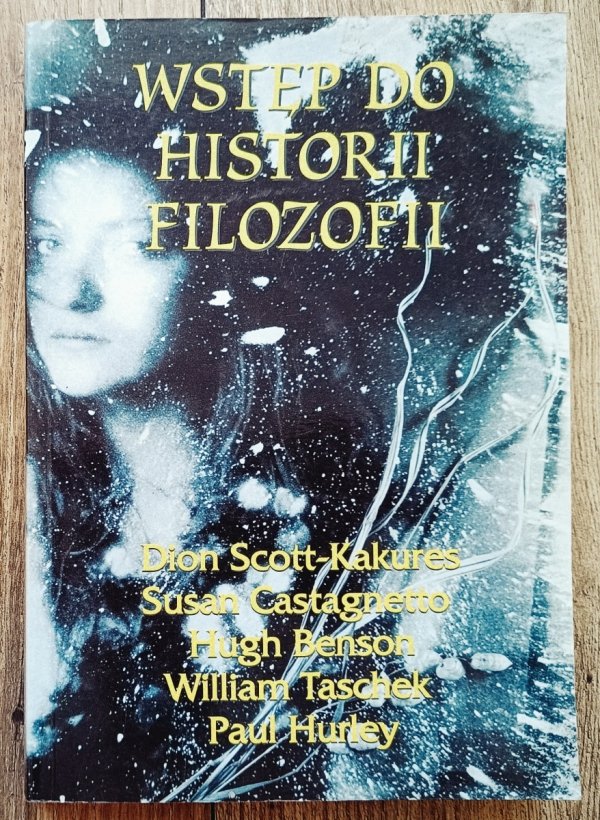 WSTĘP DO
HISTORII
FILOZOFII
Dion Scott-Kakures
Susan Castagnetto
Hugh Benson
William Taschek
Paul Hurley